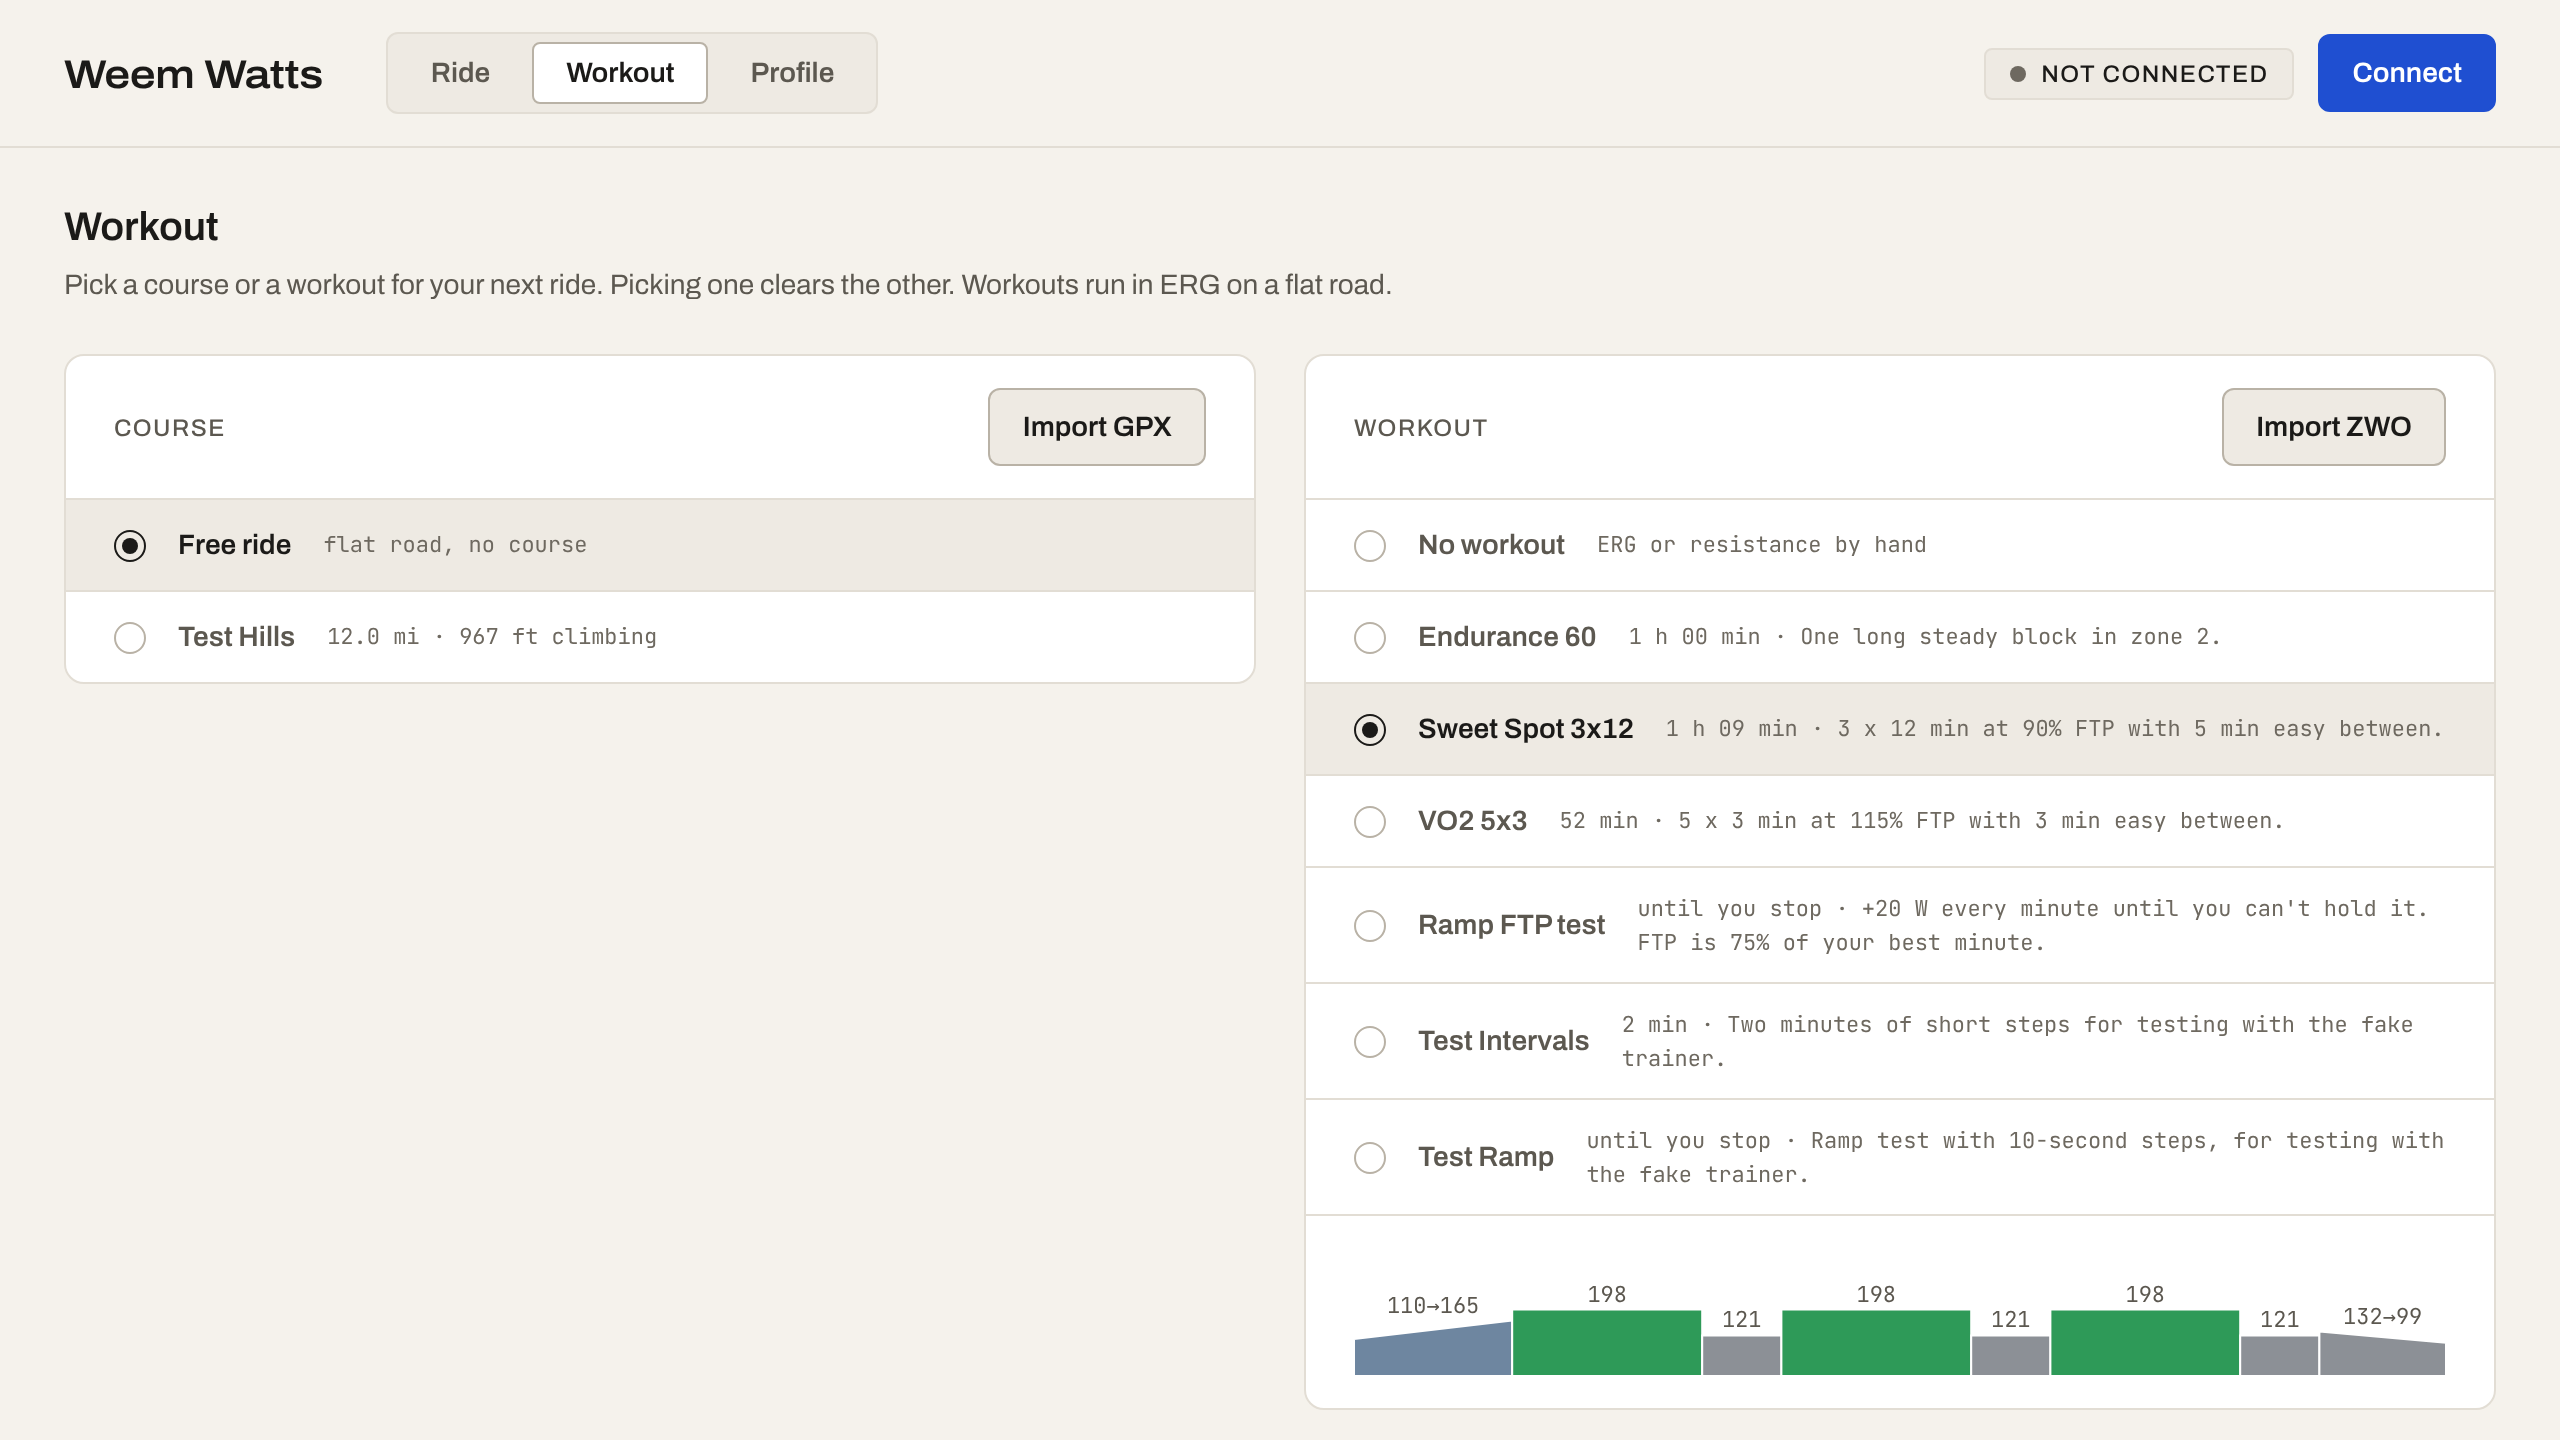 Weem Watts
Ride
Workout
Profile
NOT CONNECTED
Connect
Workout
Pick a course or a workout for your next ride. Picking one clears the other. Workouts run in ERG on a flat road.
COURSE
Import GPX
Free ride flat road, no course
Test Hills 12.0 mi · 967 ft climbing
WORKOUT
Import ZWO
No workout ERG or resistance by hand
Endurance 60 1 h 00 min · One long steady block in zone 2.
Sweet Spot 3x12 1 h 09 min · 3 x 12 min at 90% FTP with 5 min easy between.
VO2 5x3 52 min · 5 x 3 min at 115% FTP with 3 min easy between.
Ramp FTP test until you stop · +20 W every minute until you can't hold it.
FTP is 75% of your best minute.
Test Intervals 2 min · Two minutes of short steps for testing with the fake
trainer.
Test Ramp until you stop · Ramp test with 10-second steps, for testing with
the fake trainer.
110→165 198 121 198 121 198 121 132→99